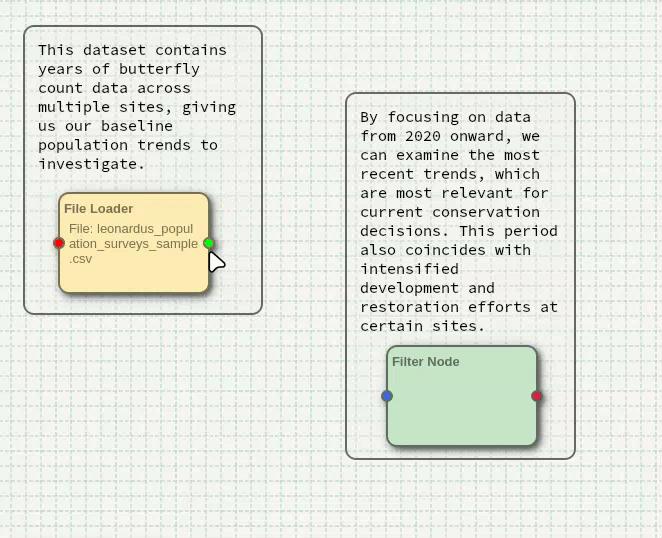 This dataset contains
years of butterfly
count data across
multiple sites, giving
us our baseline
population trends to
investigate.
File Loader
File: leonardus_popul
ation_surveys_sample
.csv
By focusing on data
from 2020 onward, we
can examine the most
recent trends, which
are most relevant for
current conservation
decisions. This period
also coincides with
intensified
development and
restoration efforts at
certain sites.
Filter Node